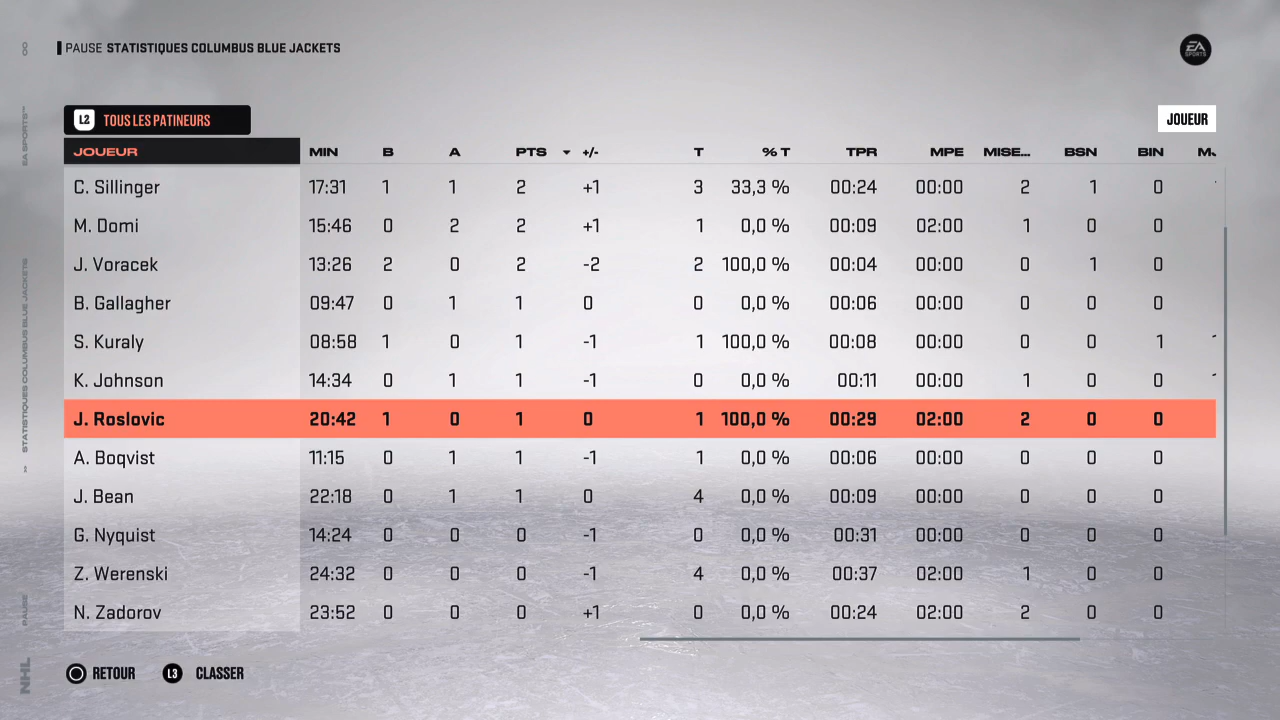 PAUSE STATISTIQUES COLUMBUS BLUE JACKETS
EA SPORTS
L2 TOUS LES PATINEURS
JOUEUR
JOUEUR MIN B A PTS +/- T % T TPR MPE MISE... BSN BIN
C. Sillinger 17:31 1 1 2 +1 3 33,3 % 00:24 00:00 2 1 0
M. Domi 15:46 0 2 2 +1 1 0,0 % 00:09 02:00 1 0 0
J. Voracek 13:26 2 0 2 -2 2 100,0 % 00:04 00:00 0 1 0
B. Gallagher 09:47 0 1 1 0 0 0,0 % 00:06 00:00 0 0 0
S. Kuraly 08:58 1 0 1 -1 1 100,0 % 00:08 00:00 0 0 1
K. Johnson 14:34 0 1 1 -1 0 0,0 % 00:11 00:00 1 0 0
J. Roslovic 20:42 1 0 1 0 1 100,0 % 00:29 02:00 2 0 0
A. Boqvist 11:15 0 1 1 -1 1 0,0 % 00:06 00:00 0 0 0
J. Bean 22:18 0 1 1 0 4 0,0 % 00:09 00:00 0 0 0
G. Nyquist 14:24 0 0 0 -1 0 0,0 % 00:31 00:00 0 0 0
Z. Werenski 24:32 0 0 0 -1 4 0,0 % 00:37 02:00 1 0 0
N. Zadorov 23:52 0 0 0 +1 0 0,0 % 00:24 02:00 2 0 0
RETOUR L3 CLASSER
NHL PAUSE » STATISTIQUES COLUMBUS BLUE JACKETS EA SPORTS™